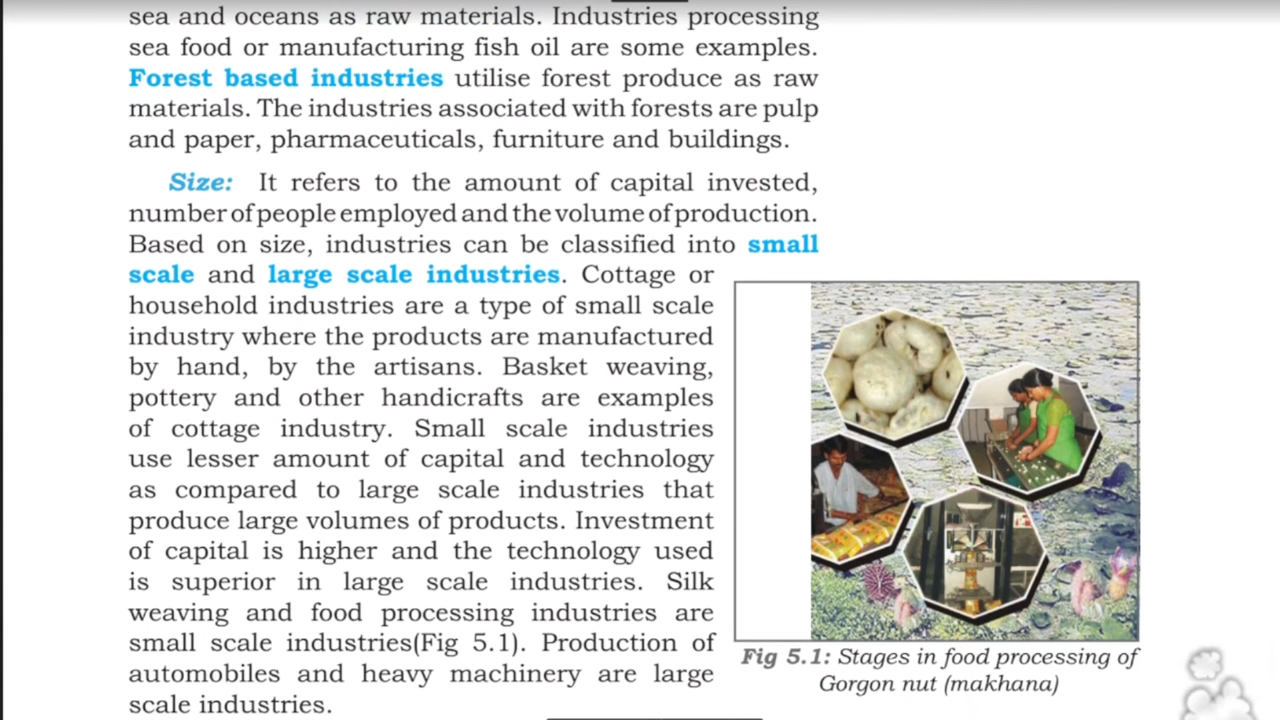 sea and oceans as raw materials. Industries processing
sea food or manufacturing fish oil are some examples.
Forest based industries utilise forest produce as raw
materials. The industries associated with forests are pulp
and paper, pharmaceuticals, furniture and buildings.
Size: It refers to the amount of capital invested,
number of people employed and the volume of production.
Based on size, industries can be classified into small
scale and large scale industries. Cottage or
household industries are a type of small scale
industry where the products are manufactured
by hand, by the artisans. Basket weaving,
pottery and other handicrafts are examples
of cottage industry. Small scale industries
use lesser amount of capital and technology
as compared to large scale industries that
produce large volumes of products. Investment
of capital is higher and the technology used
is superior in large scale industries. Silk
weaving and food processing industries are
small scale industries(Fig 5.1). Production of
automobiles and heavy machinery are large
scale industries.
Fig 5.1: Stages in food processing of
Gorgon nut (makhana)